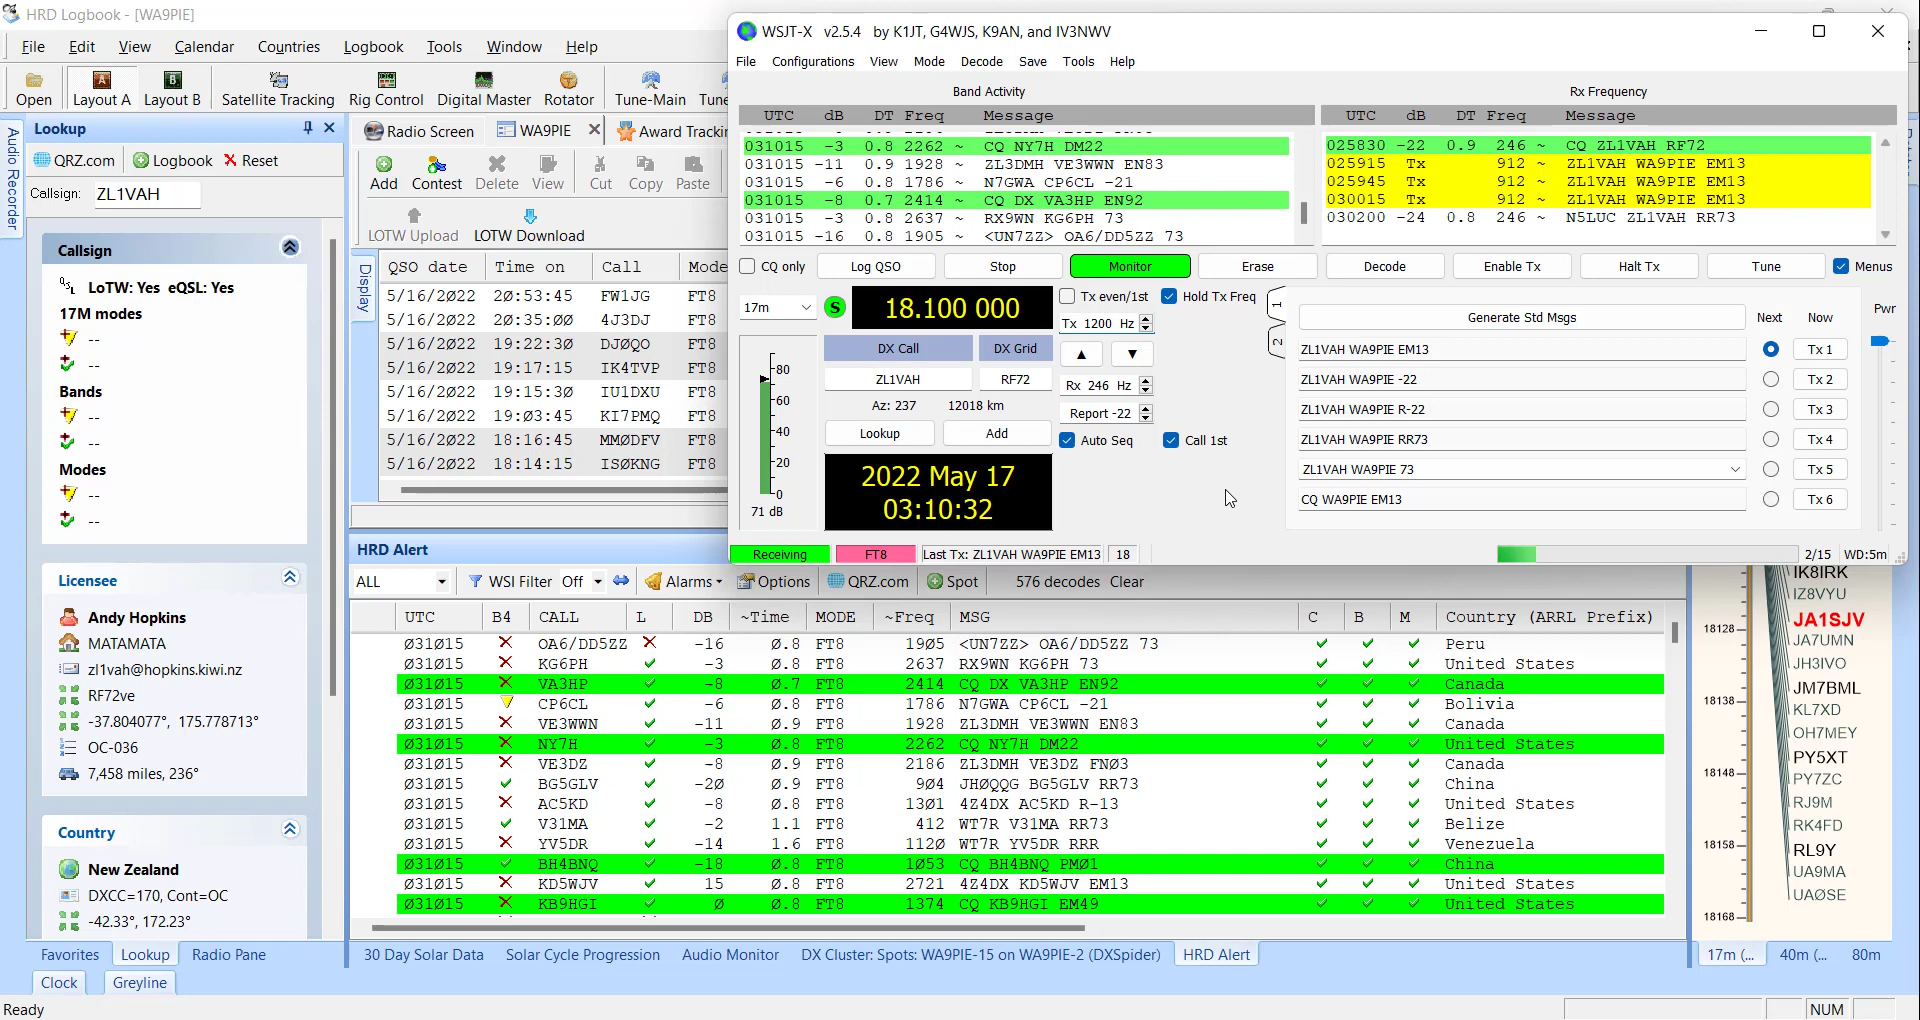 HRD Logbook - [WA9PIE]
File Edit View Calendar Countries Logbook Tools Window Help
Open Layout A Layout B Satellite Tracking Rig Control Digital Master Rotator Tune-Main
Audio Recorder
Lookup
QRZ.com Logbook Reset
Callsign: ZL1VAH
Callsign
LoTW: Yes eQSL: Yes
17M modes
--
--
Bands
--
--
Modes
--
--
Licensee
Andy Hopkins
MATAMATA
zl1vah@hopkins.kiwi.nz
RF72ve
-37.804077°, 175.778713°
OC-036
7,458 miles, 236°
Country
New Zealand
DXCC=170, Cont=OC
-42.33°, 172.23°
Favorites Lookup Radio Pane
Clock Greyline
Ready
Radio Screen WA9PIE Award Trackin
Add Contest Delete View Cut Copy Paste
LOTW Upload LOTW Download
Display
QSO date Time on Call Mode
5/16/2022 20:53:45 FW1JG FT8
5/16/2022 20:35:00 4J3DJ FT8
5/16/2022 19:22:30 DJ0QO FT8
5/16/2022 19:17:15 IK4TVP FT8
5/16/2022 19:15:30 IU1DXU FT8
5/16/2022 19:03:45 KI7PMQ FT8
5/16/2022 18:16:45 MM0DFV FT8
5/16/2022 18:14:15 IS0KNG FT8
WSJT-X v2.5.4 by K1JT, G4WJS, K9AN, and IV3NWV
File Configurations View Mode Decode Save Tools Help
Band Activity
UTC dB DT Freq Message
031015 -3 0.8 2262 ~ CQ NY7H DM22
031015 -11 0.9 1928 ~ ZL3DMH VE3WWN EN83
031015 -6 0.8 1786 ~ N7GWA CP6CL -21
031015 -8 0.7 2414 ~ CQ DX VA3HP EN92
031015 -3 0.8 2637 ~ RX9WN KG6PH 73
031015 -16 0.8 1905 ~ <UN7ZZ> OA6/DD5ZZ 73
Rx Frequency
UTC dB DT Freq Message
025830 -22 0.9 246 ~ CQ ZL1VAH RF72
025915 Tx 912 ~ ZL1VAH WA9PIE EM13
025945 Tx 912 ~ ZL1VAH WA9PIE EM13
030015 Tx 912 ~ ZL1VAH WA9PIE EM13
030200 -24 0.8 246 ~ N5LUC ZL1VAH RR73
CQ only Log QSO Stop Monitor Erase Decode Enable Tx Halt Tx Tune Menus
17m S 18.100 000
Tx even/1st Hold Tx Freq
Tx 1200 Hz
DX Call DX Grid
ZL1VAH RF72
Az: 237 12018 km
Lookup Add
Rx 246 Hz
Report -22
Auto Seq Call 1st
2022 May 17
03:10:32
80
60
40
20
0
71 dB
1
2
Generate Std Msgs Next Now Pwr
ZL1VAH WA9PIE EM13 Tx 1
ZL1VAH WA9PIE -22 Tx 2
ZL1VAH WA9PIE R-22 Tx 3
ZL1VAH WA9PIE RR73 Tx 4
ZL1VAH WA9PIE 73 Tx 5
CQ WA9PIE EM13 Tx 6
Receiving FT8 Last Tx: ZL1VAH WA9PIE EM13 18 2/15 WD:5m
HRD Alert
ALL WSI Filter Off Alarms Options QRZ.com Spot 576 decodes Clear
UTC B4 CALL L DB ~Time MODE ~Freq MSG C B M Country (ARRL Prefix)
031015 OA6/DD5ZZ -16 0.8 FT8 1905 <UN7ZZ> OA6/DD5ZZ 73 Peru
031015 KG6PH -3 0.8 FT8 2637 RX9WN KG6PH 73 United States
031015 VA3HP -8 0.7 FT8 2414 CQ DX VA3HP EN92 Canada
031015 CP6CL -6 0.8 FT8 1786 N7GWA CP6CL -21 Bolivia
031015 VE3WWN -11 0.9 FT8 1928 ZL3DMH VE3WWN EN83 Canada
031015 NY7H -3 0.8 FT8 2262 CQ NY7H DM22 United States
031015 VE3DZ -8 0.9 FT8 2186 ZL3DMH VE3DZ FN03 Canada
031015 BG5GLV -20 0.9 FT8 904 JH0QQG BG5GLV RR73 China
031015 AC5KD -8 0.8 FT8 1301 4Z4DX AC5KD R-13 United States
031015 V31MA -2 1.1 FT8 412 WT7R V31MA RR73 Belize
031015 YV5DR -14 1.6 FT8 1120 WT7R YV5DR RRR Venezuela
031015 BH4BNQ -18 0.8 FT8 1053 CQ BH4BNQ PM01 China
031015 KD5WJV 15 0.8 FT8 2721 4Z4DX KD5WJV EM13 United States
031015 KB9HGI 0 0.8 FT8 1374 CQ KB9HGI EM49 United States
30 Day Solar Data Solar Cycle Progression Audio Monitor DX Cluster: Spots: WA9PIE-15 on WA9PIE-2 (DXSpider) HRD Alert
IK8IRK
IZ8VYU
JA1SJV
18128
JA7UMN
JH3IVO
JM7BML
18138
KL7XD
OH7MEY
PY5XT
18148
PY7ZC
RJ9M
RK4FD
18158
RL9Y
UA9MA
UA0SE
18168
17m (... 40m (... 80m
NUM